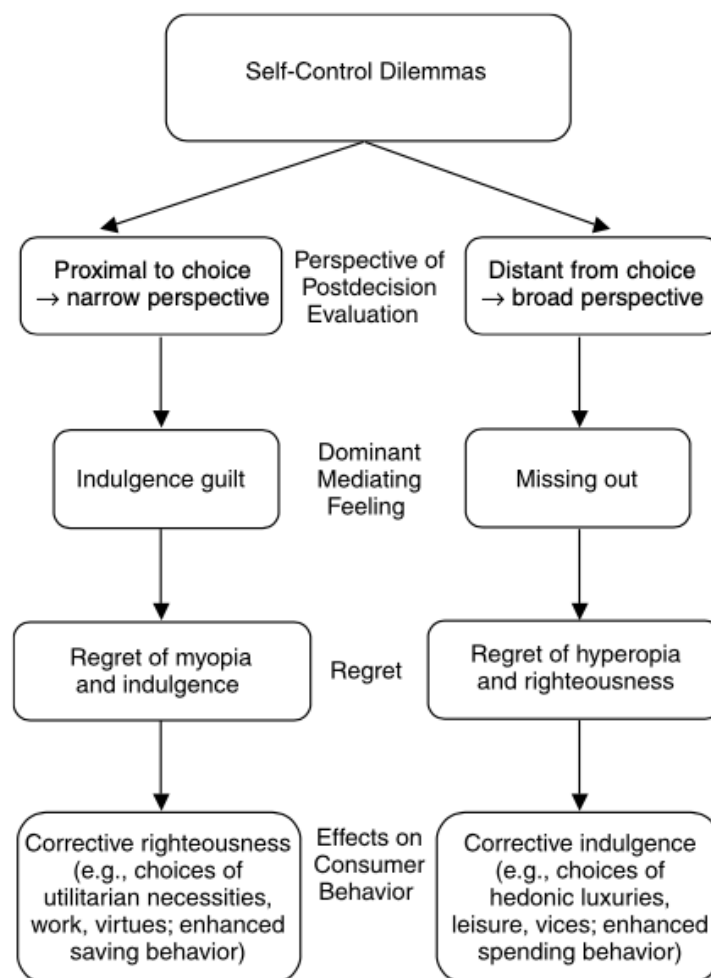 Self-Control Dilemmas
Proximal to choice
→ narrow perspective
Perspective of
Postdecision
Evaluation
Distant from choice
→ broad perspective
Indulgence guilt
Dominant
Mediating
Feeling
Missing out
Regret of myopia
and indulgence
Regret
Regret of hyperopia
and righteousness
Corrective righteousness
(e.g., choices of
utilitarian necessities,
work, virtues; enhanced
saving behavior)
Effects on
Consumer
Behavior
Corrective indulgence
(e.g., choices of
hedonic luxuries,
leisure, vices; enhanced
spending behavior)